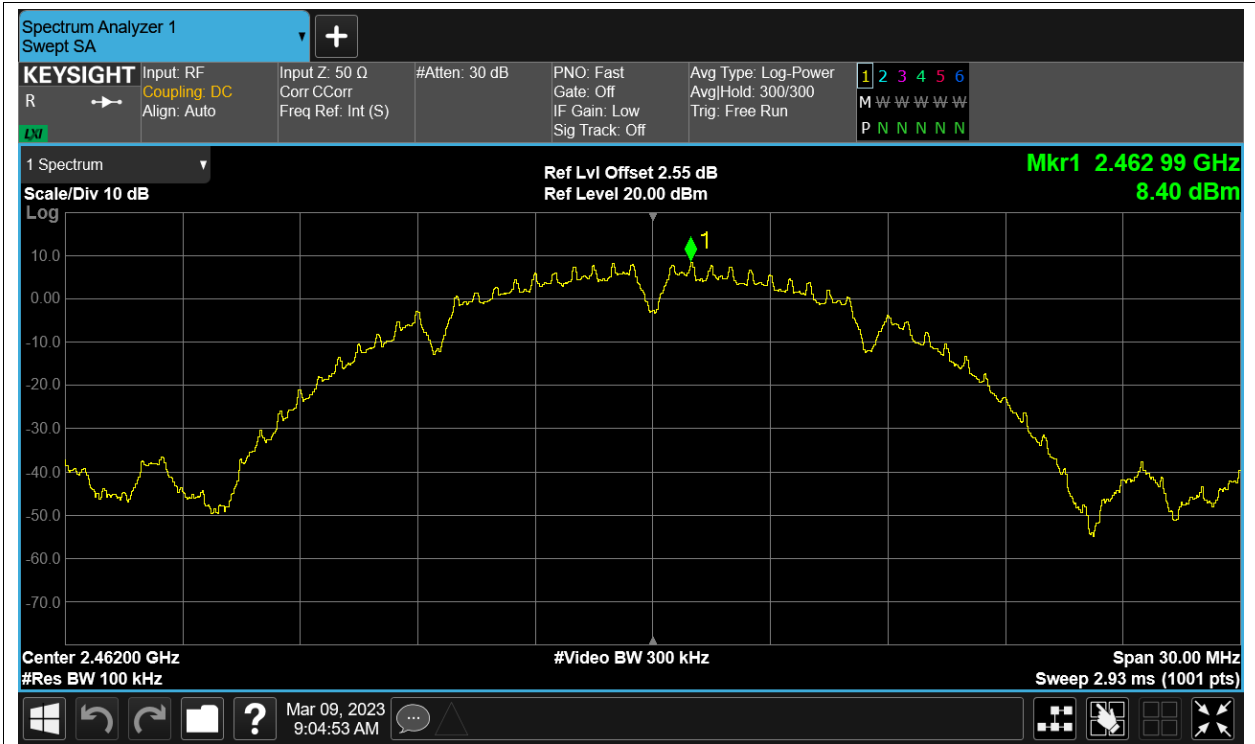 Spectrum Analyzer 1
Swept SA
+
KEYSIGHT
R
LXI
Input: RF
Coupling: DC
Align: Auto
Input Z: 50 Ω
Corr CCorr
Freq Ref: Int (S)
#Atten: 30 dB
PNO: Fast
Gate: Off
IF Gain: Low
Sig Track: Off
Avg Type: Log-Power
Avg|Hold: 300/300
Trig: Free Run
1 2 3 4 5 6
M W W W W W
P N N N N N
1 Spectrum
Scale/Div 10 dB
Log
Ref Lvl Offset 2.55 dB
Ref Level 20.00 dBm
Mkr1 2.462 99 GHz
8.40 dBm
1
10.0
0.00
-10.0
-20.0
-30.0
-40.0
-50.0
-60.0
-70.0
Center 2.46200 GHz
#Res BW 100 kHz
#Video BW 300 kHz
Span 30.00 MHz
Sweep 2.93 ms (1001 pts)
?
Mar 09, 2023
9:04:53 AM